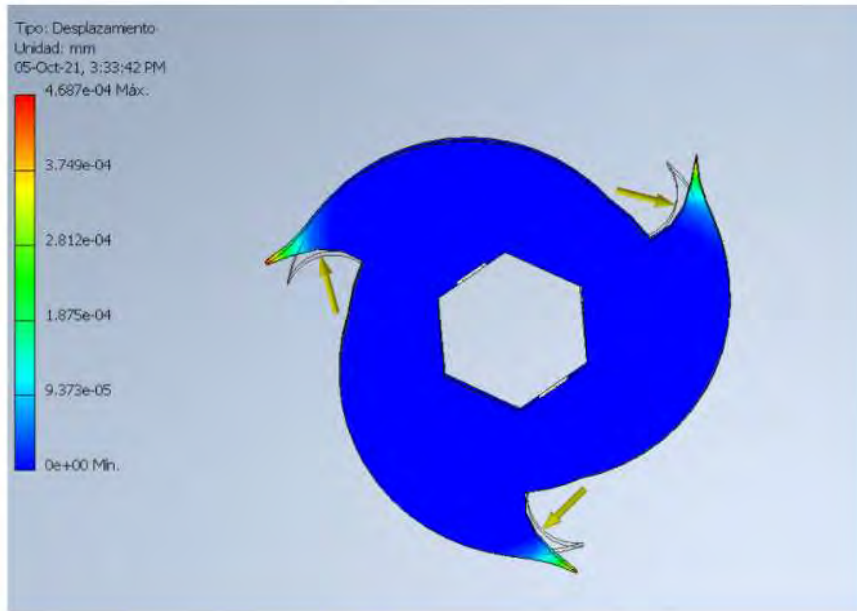 Tipo: Desplazamiento
Unidad: mm
05-Oct-21, 3:33:42 PM
4.687e-04 Máx.
3.749e-04
2.812e-04
1.875e-04
9.373e-05
0e+00 Mín.